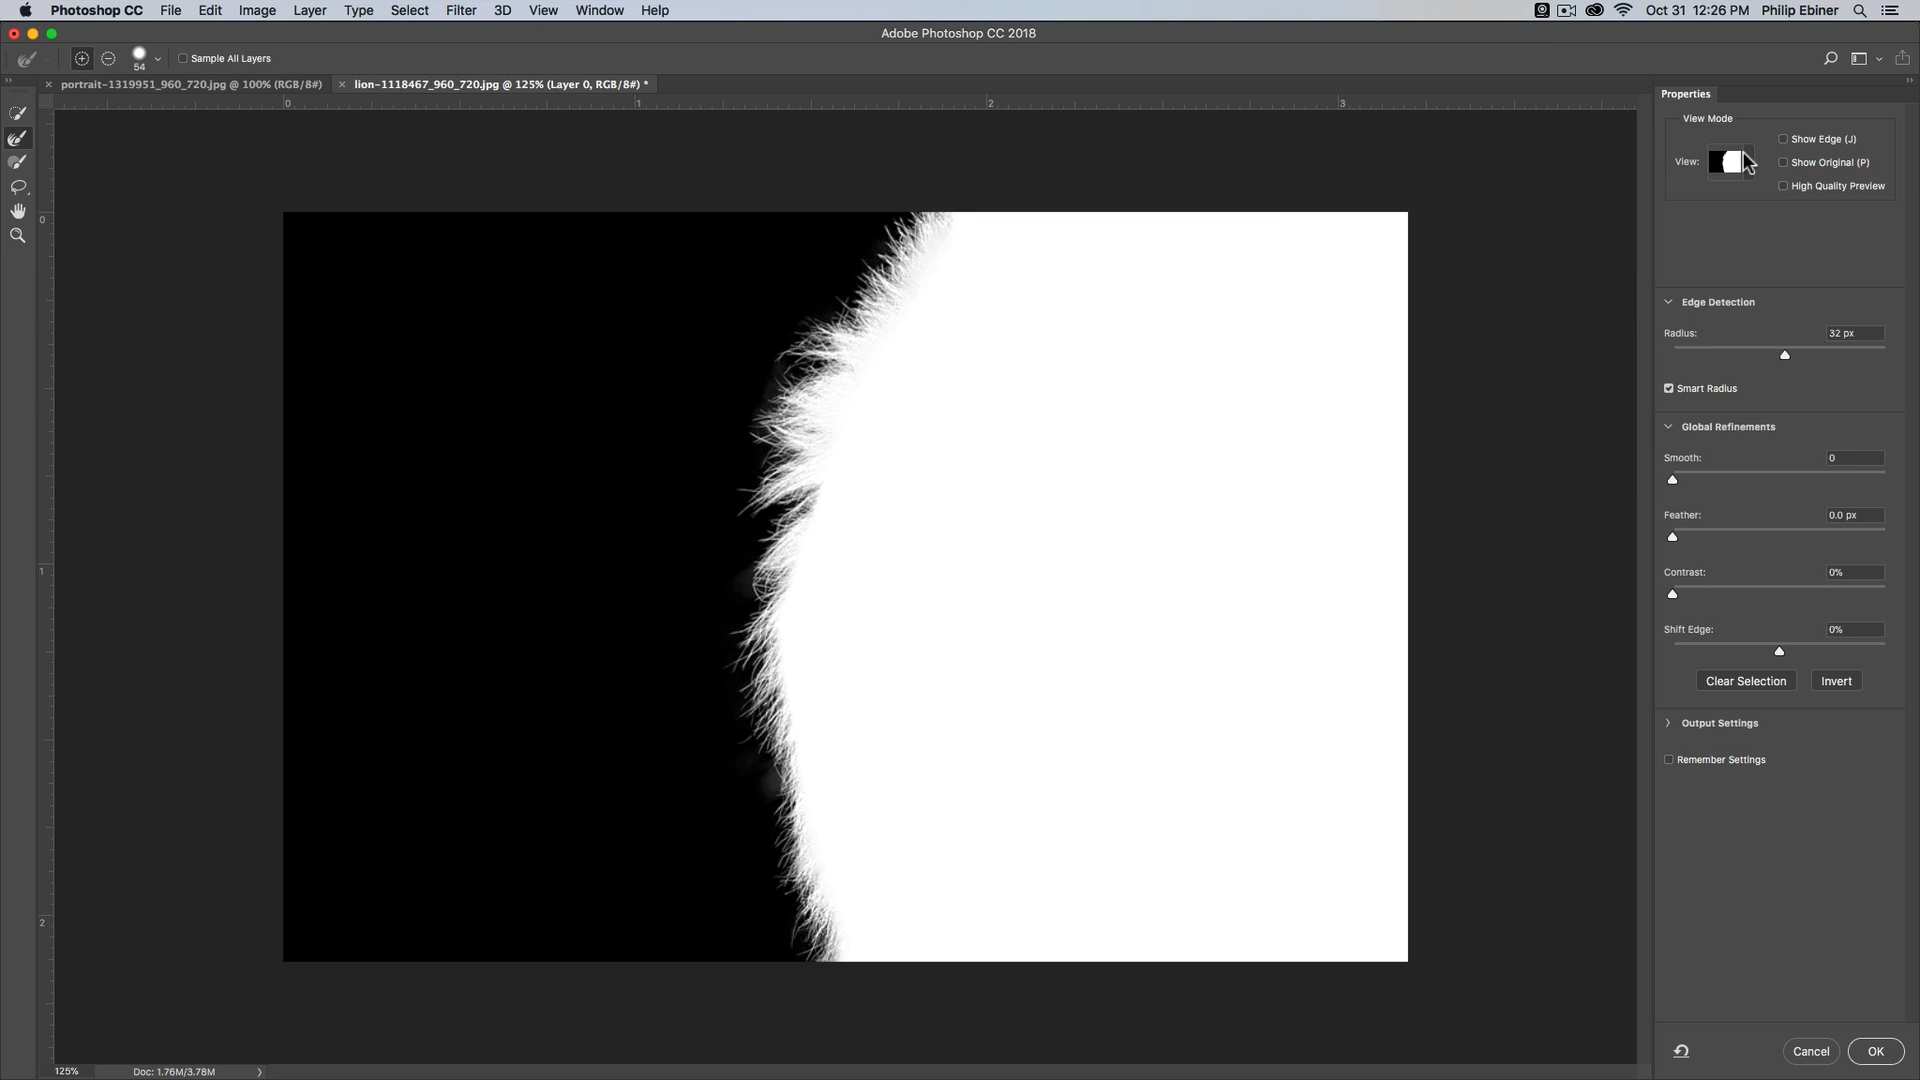 Photoshop CC File Edit Image Layer Type Select Filter 3D View Window Help Oct 31 12:26 PM Philip Ebiner
Adobe Photoshop CC 2018
54 Sample All Layers
portrait-1319951_960_720.jpg @ 100% (RGB/8#) lion-1118467_960_720.jpg @ 125% (Layer 0, RGB/8#) *
Properties
0 1 2 3
View Mode
Show Edge (J)
View: Show Original (P)
High Quality Preview
0
Edge Detection
Radius: 32 px
Smart Radius
Global Refinements
Smooth: 0
Feather: 0.0 px
1
Contrast: 0%
Shift Edge: 0%
Clear Selection Invert
Output Settings
Remember Settings
2
Cancel OK
125% Doc: 1.76M/3.78M